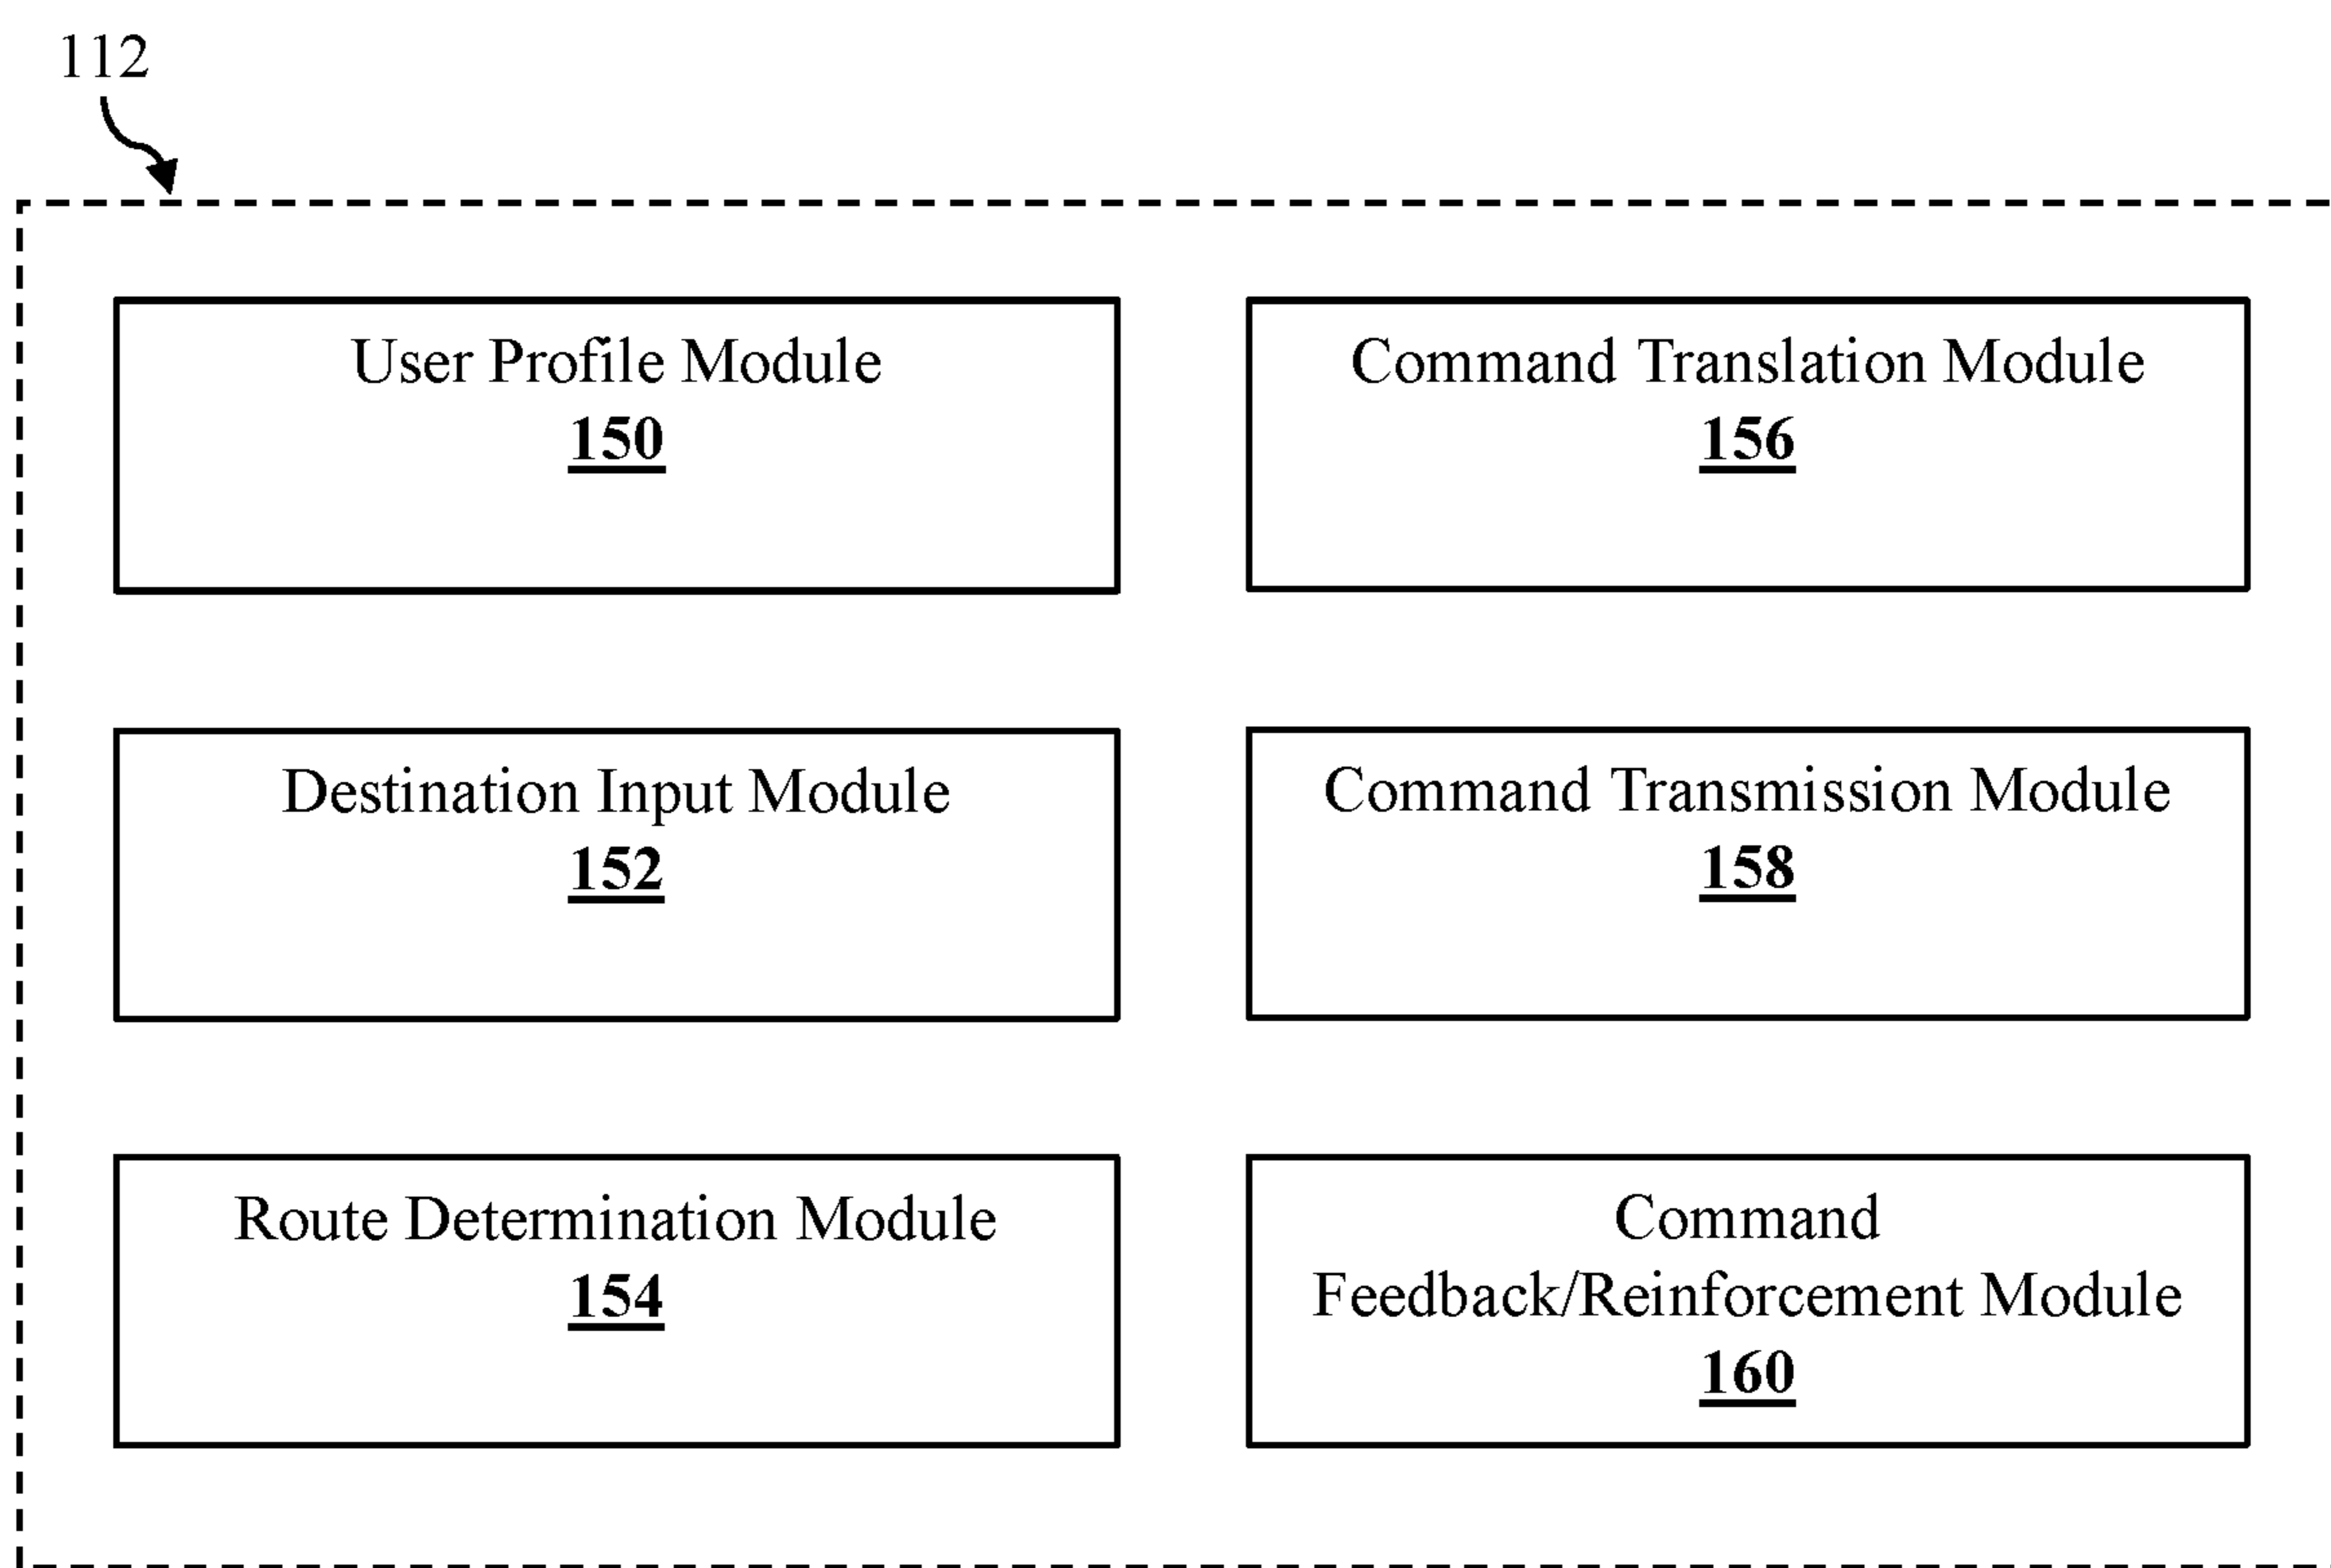 112
User Profile Module
150
Command Translation Module
156
Destination Input Module
152
Command Transmission Module
158
Route Determination Module
154
Command
Feedback/Reinforcement Module
160